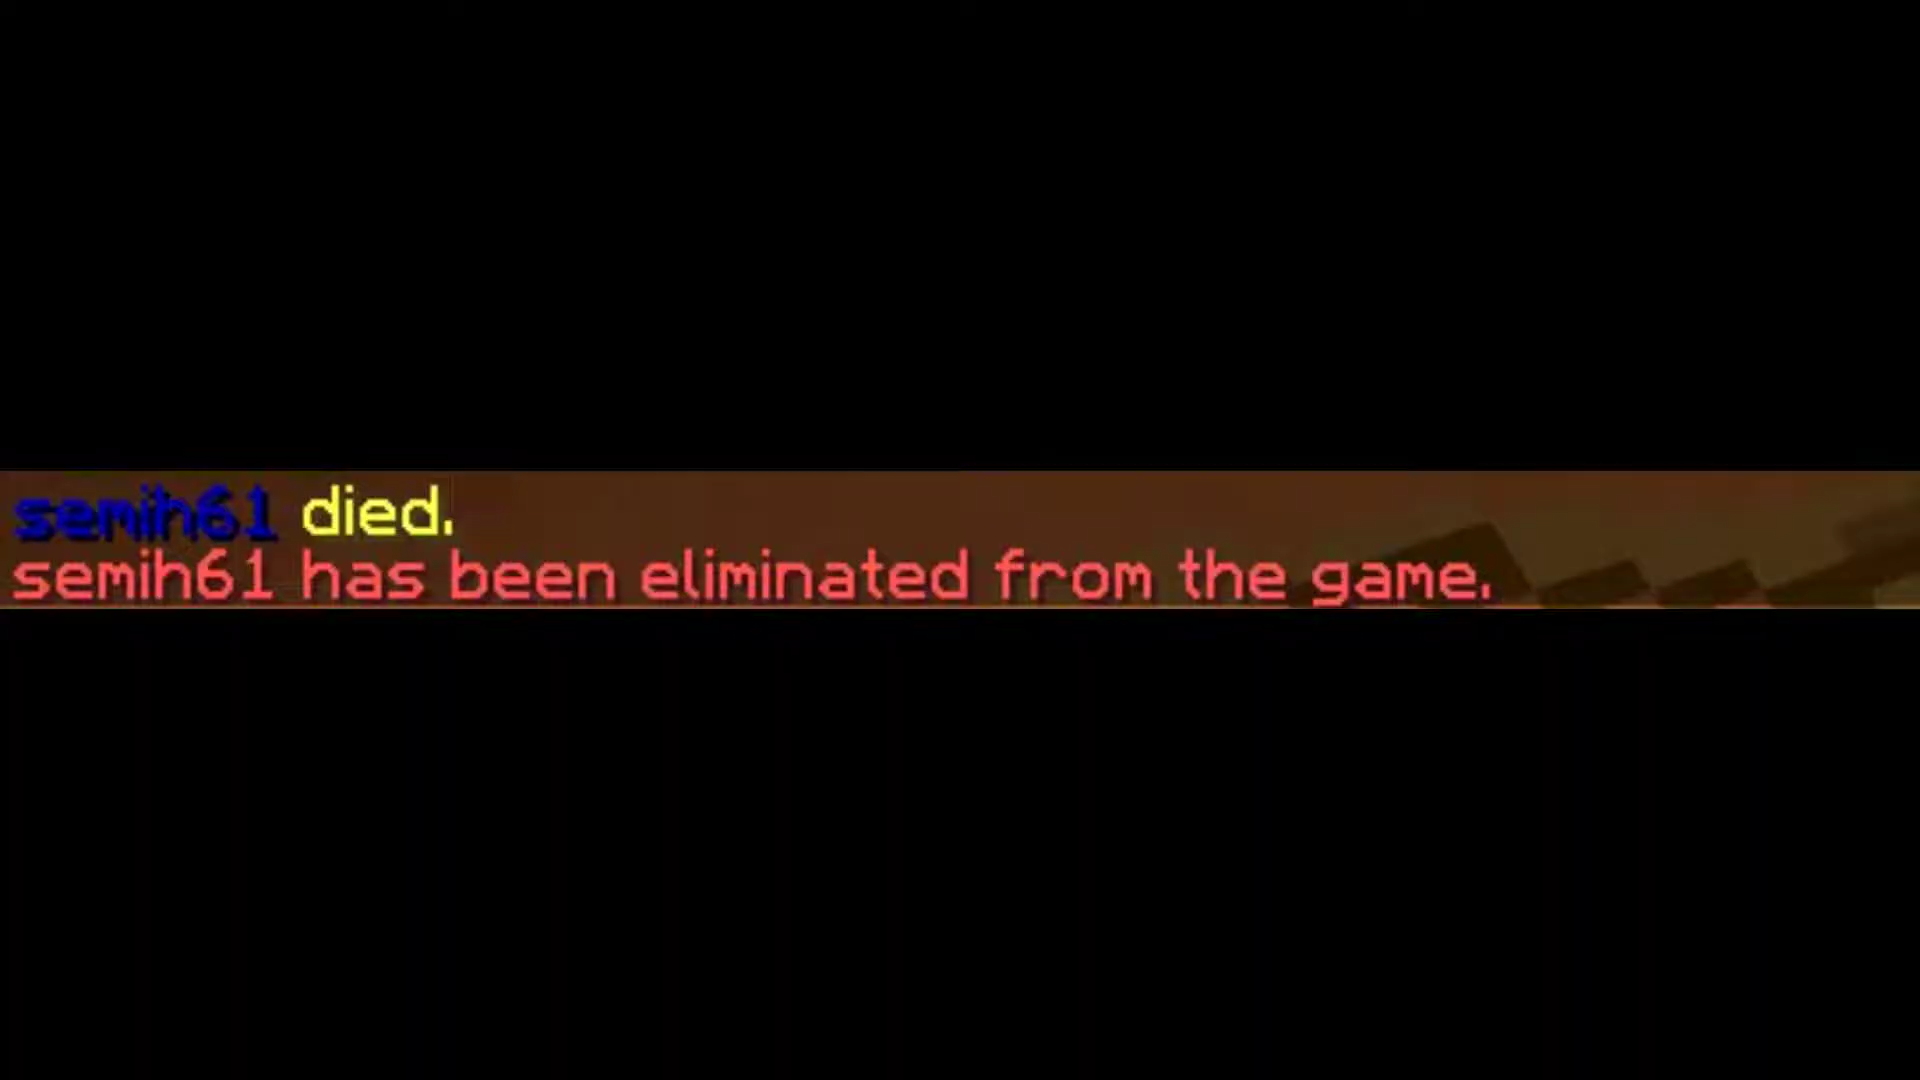 semih61 died.
semih61 has been eliminated from the game.